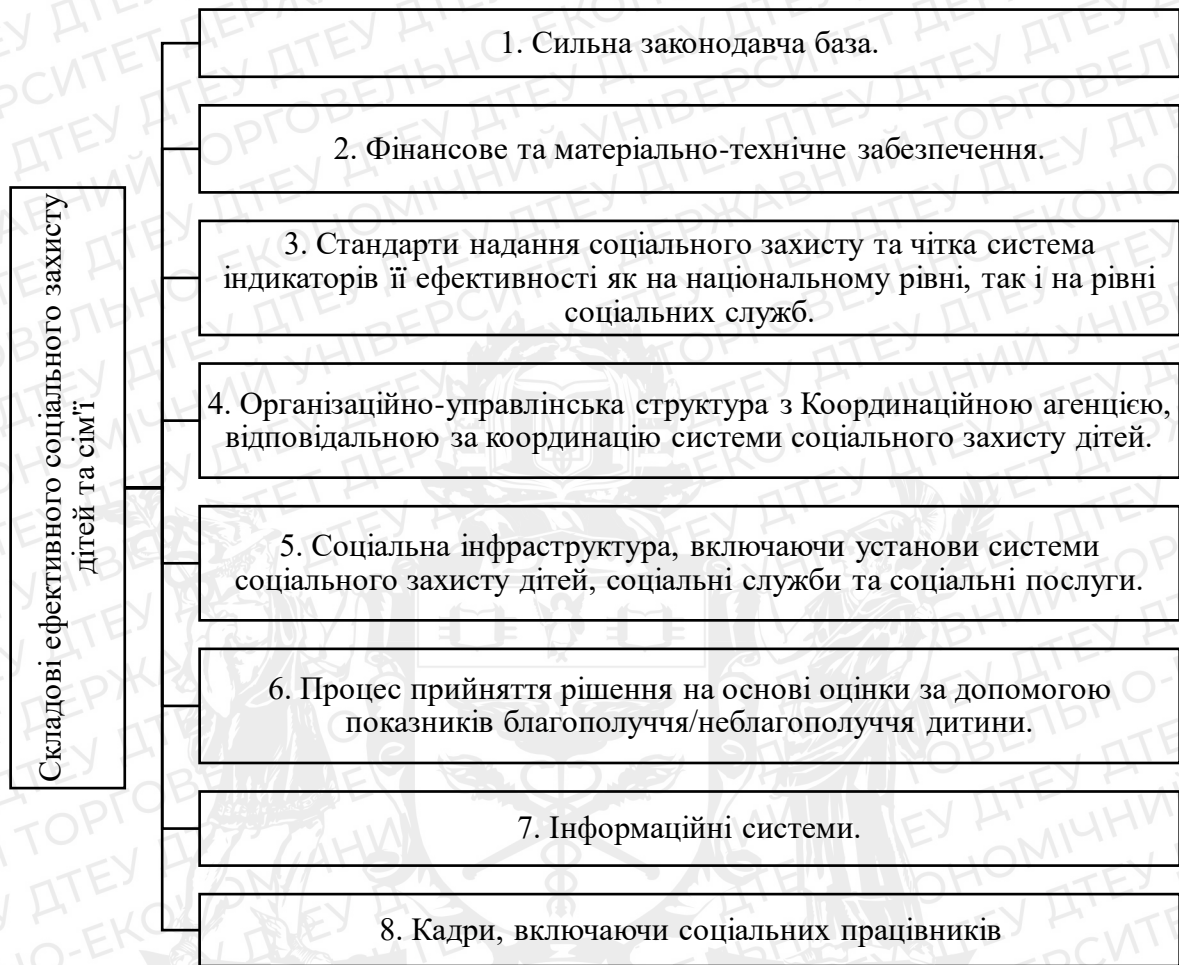 1. Сильна законодавча база.
2. Фінансове та матеріально-технічне забезпечення.
3. Стандарти надання соціального захисту та чітка система
індикаторів її ефективності як на національному рівні, так і на рівні
соціальних служб.
4. Організаційно-управлінська структура з Координаційною агенцією,
відповідальною за координацію системи соціального захисту дітей.
5. Соціальна інфраструктура, включаючи установи системи
соціального захисту дітей, соціальні служби та соціальні послуги.
6. Процес прийняття рішення на основі оцінки за допомогою
показників благополуччя/неблагополуччя дитини.
7. Інформаційні системи.
8. Кадри, включаючи соціальних працівників
Складові ефективного соціального захисту
дітей та сім'ї